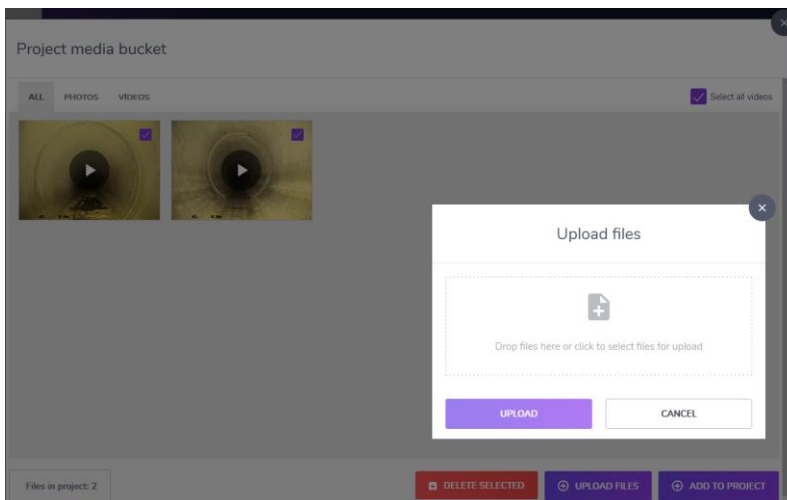 Project media bucket
ALL PHOTOS VIDEOS
Select all videos
Upload files
Drop files here or click to select files for upload
UPLOAD CANCEL
Files in project: 2
DELETE SELECTED UPLOAD FILES ADD TO PROJECT